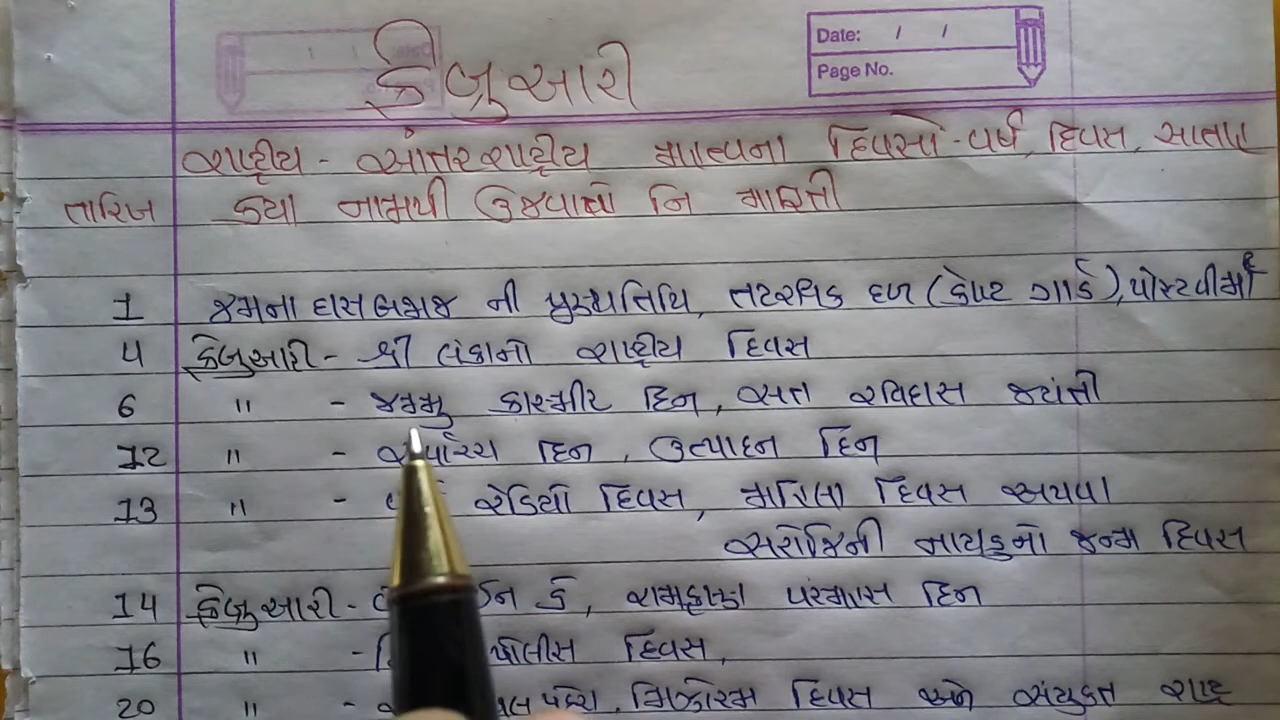 ફેબ્રુઆરી
Date: / /
Page No.
રાષ્ટ્રીય - આંતરરાષ્ટ્રીય મહત્વના દિવસો - વર્ષ, દિવસ,
તારિખ કયા નામથી ઉજવાશે નિ માહિતી
1 જમના દાસ બજાજ ની પુણ્યતિથિ, તટરક્ષક દળ (કોસ્ટ ગાર્ડ),
4 ફેબ્રુઆરી - શ્રી લંકાનો રાષ્ટ્રીય દિવસ
6 " - જમ્મુ કાશ્મીર દિન, સંત રવિદાસ જયંતી
12 " - દિન, ઉત્પાદન દિન
13 " - રેડિયો દિવસ, મહિલા દિવસ અથવા
સરોજિની નાયડુનો જન્મ દિવસ
14 ફેબ્રુઆરી - ડે, રામકૃષ્ણ પરમહંસ દિન
16 " - પોલીસ દિવસ,
20 " - મિઝોરમ દિવસ અને સંયુક્ત રાષ્ટ્ર